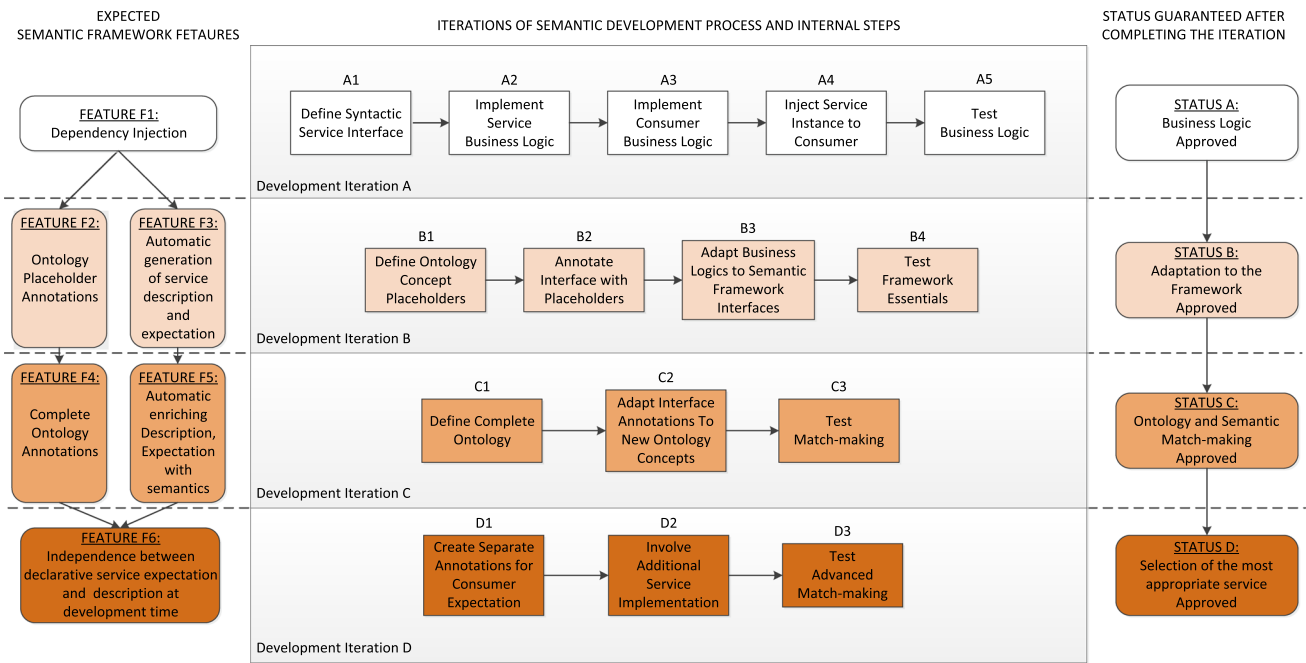 EXPECTED
SEMANTIC FRAMEWORK FETAURES
ITERATIONS OF SEMANTIC DEVELOPMENT PROCESS AND INTERNAL STEPS
STATUS GUARANTEED AFTER
COMPLETING THE ITERATION
FEATURE F1:
Dependency Injection
A1
Define Syntactic
Service Interface
A2
Implement
Service
Business Logic
A3
Implement
Consumer
Business Logic
A4
Inject Service
Instance to
Consumer
A5
Test
Business Logic
Development Iteration A
STATUS A:
Business Logic
Approved
FEATURE F2:
Ontology
Placeholder
Annotations
FEATURE F3:
Automatic
generation
of service
description
and
expectation
B1
Define Ontology
Concept
Placeholders
B2
Annotate
Interface with
Placeholders
B3
Adapt Business
Logics to Semantic
Framework
Interfaces
B4
Test
Framework
Essentials
Development Iteration B
STATUS B:
Adaptation to the
Framework
Approved
FEATURE F4:
Complete
Ontology
Annotations
FEATURE F5:
Automatic
enriching
Description,
Expectation
with
semantics
C1
Define Complete
Ontology
C2
Adapt Interface
Annotations To
New Ontology
Concepts
C3
Test
Match-making
Development Iteration C
STATUS C:
Ontology and Semantic
Match-making
Approved
FEATURE F6:
Independence between
declarative service expectation
and description at
development time
D1
Create Separate
Annotations for
Consumer
Expectation
D2
Involve
Additional
Service
Implementation
D3
Test
Advanced
Match-making
Development Iteration D
STATUS D:
Selection of the most
appropriate service
Approved